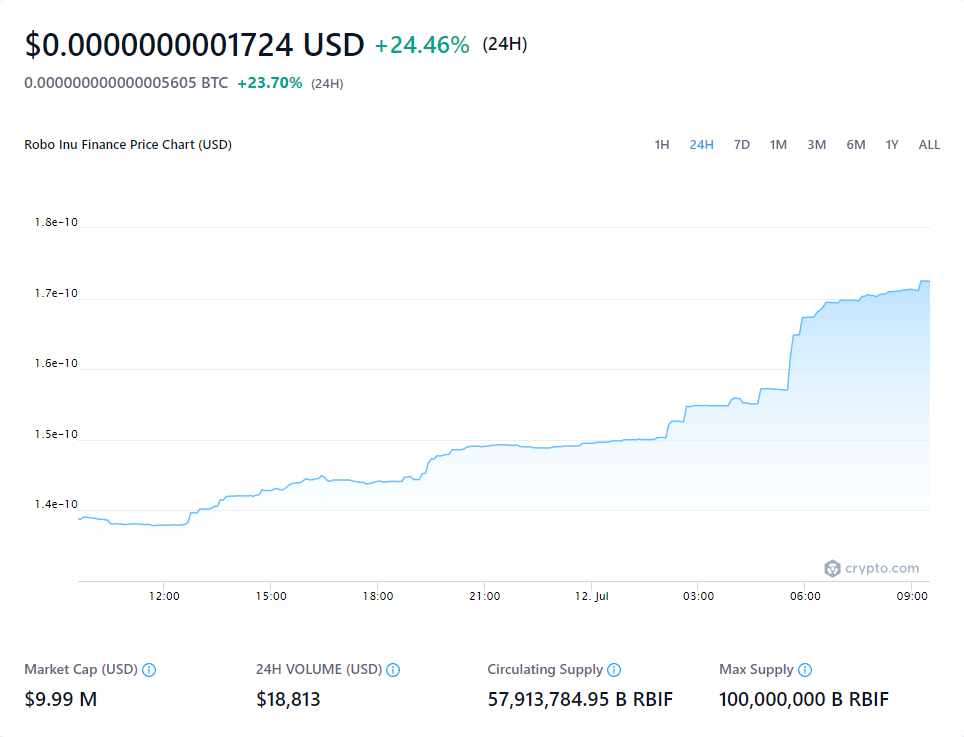 $0.0000000001724 USD +24.46% (24H)
0.000000000000005605 BTC +23.70% (24H)
Robo Inu Finance Price Chart (USD) 1H 24H 7D 1M 3M 6M 1Y ALL
1.8e-10
1.7e-10
1.6e-10
1.5e-10
1.4e-10
crypto.com
12:00 15:00 18:00 21:00 12. Jul 03:00 06:00 09:00
Market Cap (USD) 24H VOLUME (USD) Circulating Supply Max Supply
$9.99 M $18,813 57,913,784.95 B RBIF 100,000,000 B RBIF